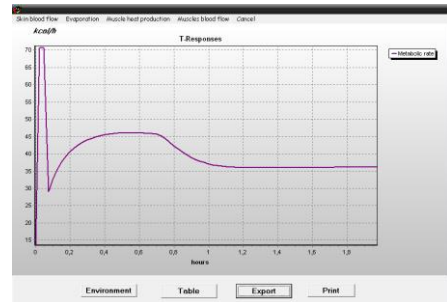 Skin blood flow Evaporation Muscle heat production Muscles blood flow Cancel
kcal/h
T-Responses
Metabolic rate
70
65
60
55
50
45
40
35
30
25
20
15
0 0,2 0,4 0,6 0,8 1 1,2 1,4 1,6 1,8
hours
Environment Table Export Print